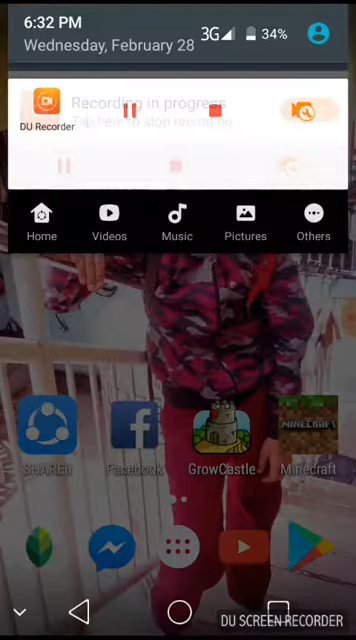 6:32 PM
3G 34%
Wednesday, February 28
Recording in progress
Tap here to stop recording
DU Recorder
Home Videos Music Pictures Others
SHAREit Facebook GrowCastle Minecraft
MINECRAFT
DU SCREEN RECORDER